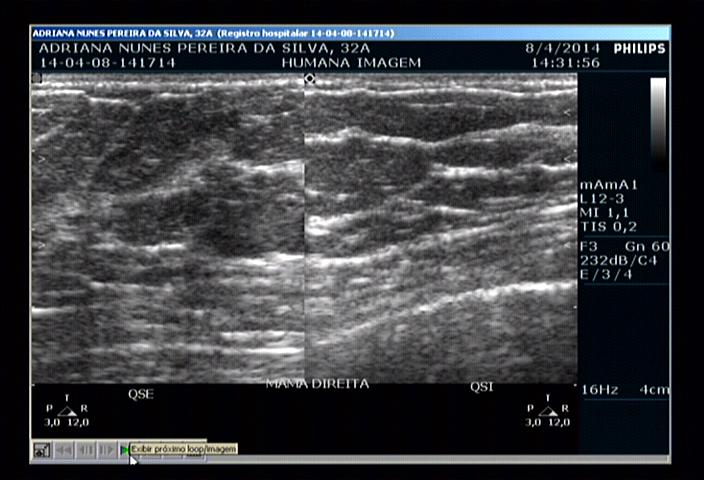 ADRIANA NUNES PEREIRA DA SILVA, 32A (Registro hospitalar 14-04-08-141714)
ADRIANA NUNES PEREIRA DA SILVA, 32A 8/4/2014 PHILIPS
14-04-08-141714 HUMANA IMAGEM 14:31:56
mAmA1
L12-3
MI 1,1
TIS 0,2
F3 Gn 60
232dB/C4
E/3/4
16Hz 4cm
MAMA DIREITA
QSE QSI
T T
P R P R
3,0 12,0 3,0 12,0
Exibir próximo loop/imagem